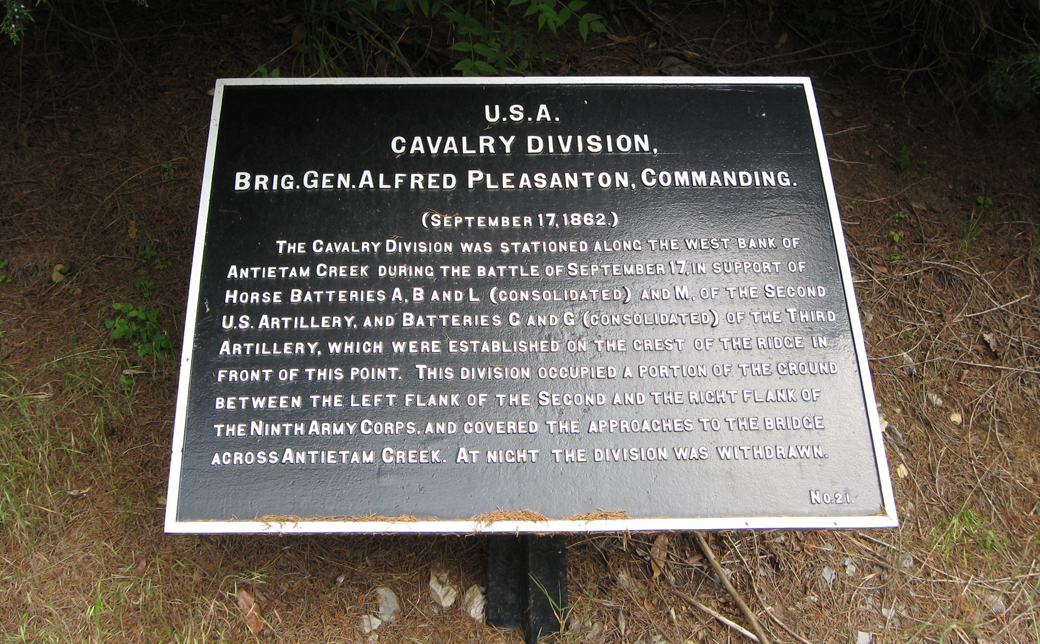 U.S.A.
CAVALRY DIVISION,
BRIG.GEN.ALFRED PLEASANTON, COMMANDING.
(SEPTEMBER 17, 1862.)
THE CAVALRY DIVISION WAS STATIONED ALONG THE WEST BANK OF
ANTIETAM CREEK DURING THE BATTLE OF SEPTEMBER 17, IN SUPPORT OF
HORSE BATTERIES A, B AND L (CONSOLIDATED) AND M, OF THE SECOND
U.S. ARTILLERY, AND BATTERIES C AND G (CONSOLIDATED) OF THE THIRD
ARTILLERY, WHICH WERE ESTABLISHED ON THE CREST OF THE RIDGE IN
FRONT OF THIS POINT. THIS DIVISION OCCUPIED A PORTION OF THE GROUND
BETWEEN THE LEFT FLANK OF THE SECOND AND THE RIGHT FLANK OF
THE NINTH ARMY CORPS. AND COVERED THE APPROACHES TO THE BRIDGE
ACROSS ANTIETAM CREEK. AT NIGHT THE DIVISION WAS WITHDRAWN.
NO.21.